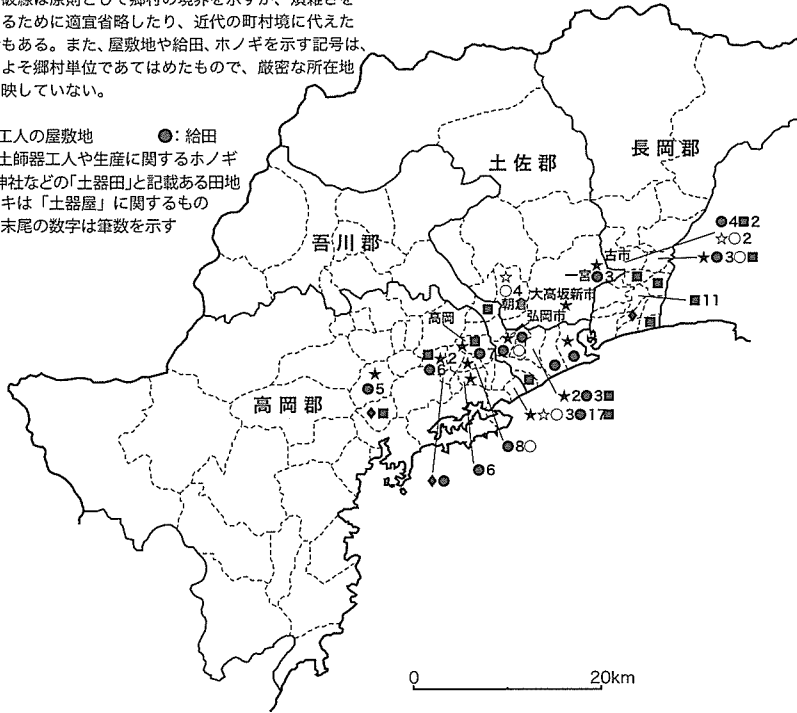 破線は原則として郷村の境界を示すが、煩雑さを
るために適宜省略したり、近代の町村境に代えた
もある。また、屋敷地や給田、ホノギを示す記号は、
よそ郷村単位であてはめたもので、厳密な所在地
映していない。
工人の屋敷地 ●：給田
土師器工人や生産に関するホノギ
神社などの「土器田」と記載ある田地
キは「土器屋」に関するもの
末尾の数字は筆数を示す
長岡郡
土佐郡
吾川郡
高岡郡
●4■2
☆○2
古市
★●3○■
一宮●3
■11
☆
○4
朝倉
大高坂新市
弘岡市
高岡
●7
★2
●6
★
●5
♦■
★2●3■
★☆○3●17■
●8○
●6
♦●
0 20km